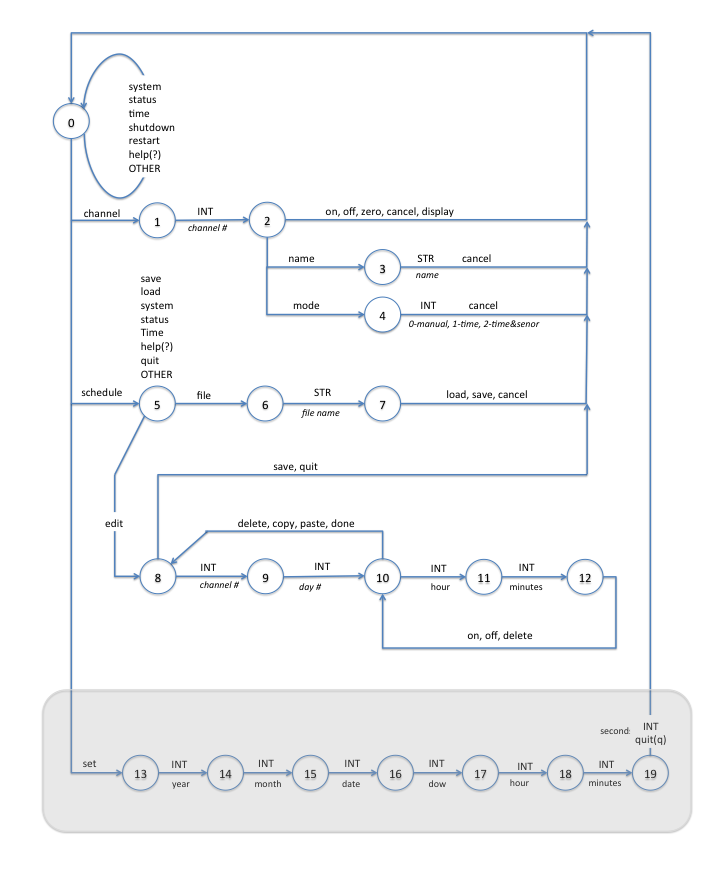 0
system
status
time
shutdown
restart
help(?)
OTHER
channel
1
INT
channel #
2
on, off, zero, cancel, display
name
3
STR
cancel
name
mode
4
INT
cancel
0-manual, 1-time, 2-time&senor
save
load
system
status
Time
help(?)
quit
OTHER
schedule
5
file
6
STR
file name
7
load, save, cancel
save, quit
edit
delete, copy, paste, done
8
INT
channel #
9
INT
day #
10
INT
hour
11
INT
minutes
12
on, off, delete
set
13
INT
year
14
INT
month
15
INT
date
16
INT
dow
17
INT
hour
18
INT
minutes
19
second:
INT
quit(q)